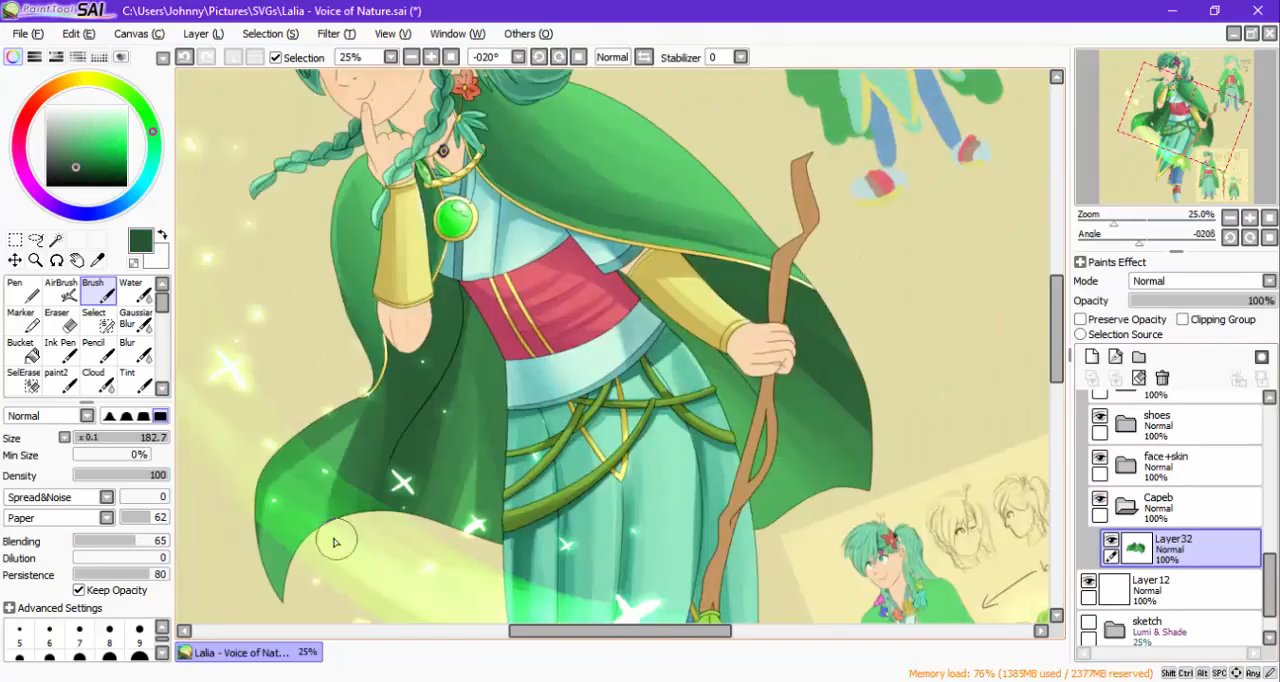 PaintTool SAI C:\Users\Johnny\Pictures\SVGs\Lalia - Voice of Nature.sai (*)
File (F) Edit (E) Canvas (C) Layer (L) Selection (S) Filter (T) View (V) Window (W) Others (O)
Selection 25% -020° Normal Stabilizer 0
Zoom 25.0%
Angle -020ß
Paints Effect
Mode Normal
Opacity 100%
Preserve Opacity Clipping Group
Selection Source
Pen AirBrush Brush Water
Marker Eraser Select Gaussian Blur
Bucket Ink Pen Pencil Blur
SelErase paint2 Cloud Tint
Normal
Size x 0.1 182.7
Min Size 0%
Density 100
Spread&Noise 0
Paper 62
Blending 65
Dilution 0
Persistence 80
Keep Opacity
Advanced Settings
5 6 7 8 9
100%
shoes
Normal
100%
face+skin
Normal
100%
Capeb
Normal
100%
Layer32
Normal
100%
Layer12
Normal
100%
sketch
Lumi & Shade
25%
Lalia - Voice of Nat... 25%
Memory load: 76% (1385MB used / 2377MB reserved)
Shift Ctrl Alt SPC Any